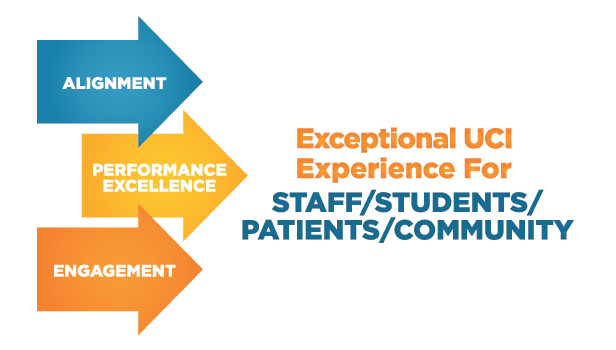 ALIGNMENT
PERFORMANCE
EXCELLENCE
ENGAGEMENT
Exceptional UCI
Experience For
STAFF/STUDENTS/
PATIENTS/COMMUNITY